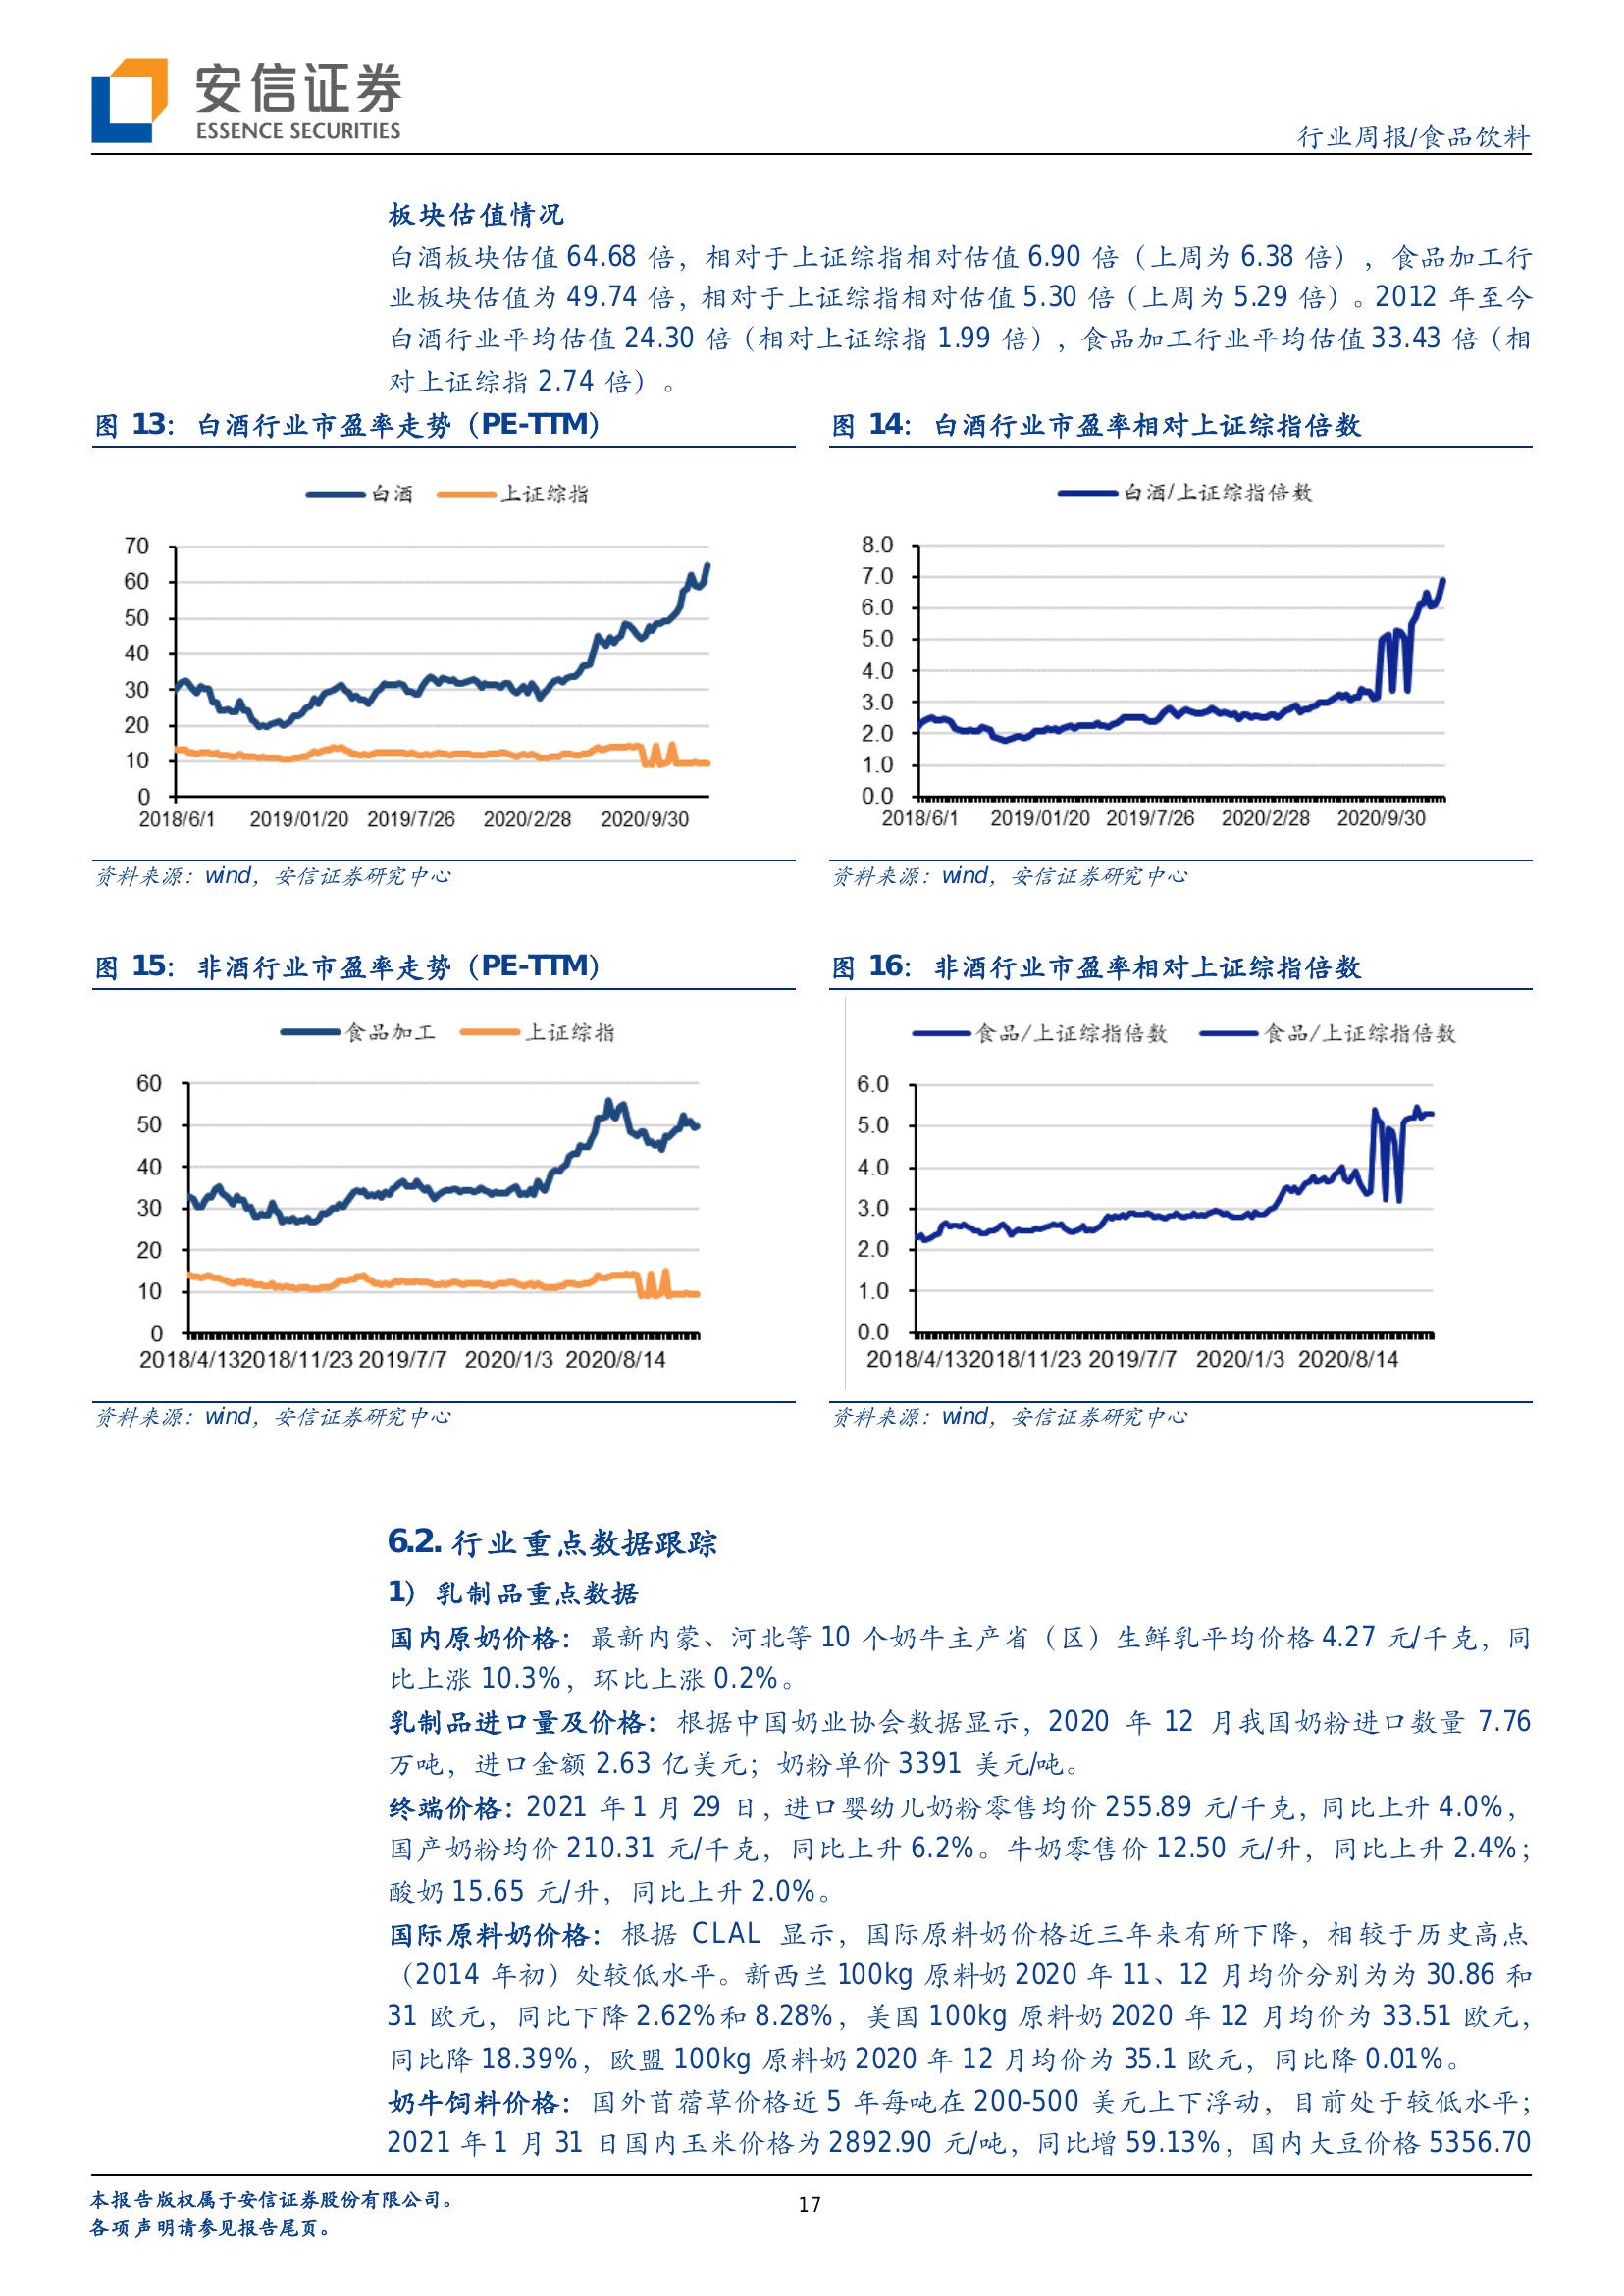 安信证券
ESSENCE SECURITIES
行业周报/食品饮料
板块估值情况
白酒板块估值 64.68 倍，相对于上证综指相对估值 6.90 倍（上周为 6.38 倍），食品加工行
业板块估值为 49.74 倍，相对于上证综指相对估值 5.30 倍（上周为 5.29 倍）。2012 年至今
白酒行业平均估值 24.30 倍（相对上证综指 1.99 倍），食品加工行业平均估值 33.43 倍（相
对上证综指 2.74 倍）。
图 13：白酒行业市盈率走势（PE-TTM）
白酒 上证综指
70
60
50
40
30
20
10
0
2018/6/1 2019/01/20 2019/7/26 2020/2/28 2020/9/30
资料来源：wind，安信证券研究中心
图 14：白酒行业市盈率相对上证综指倍数
白酒/上证综指倍数
8.0
7.0
6.0
5.0
4.0
3.0
2.0
1.0
0.0
2018/6/1 2019/01/20 2019/7/26 2020/2/28 2020/9/30
资料来源：wind，安信证券研究中心
图 15：非酒行业市盈率走势（PE-TTM）
食品加工 上证综指
60
50
40
30
20
10
0
2018/4/13 2018/11/23 2019/7/7 2020/1/3 2020/8/14
资料来源：wind，安信证券研究中心
图 16：非酒行业市盈率相对上证综指倍数
食品/上证综指倍数 食品/上证综指倍数
6.0
5.0
4.0
3.0
2.0
1.0
0.0
2018/4/13 2018/11/23 2019/7/7 2020/1/3 2020/8/14
资料来源：wind，安信证券研究中心
6.2. 行业重点数据跟踪
1） 乳制品重点数据
国内原奶价格：最新内蒙、河北等 10 个奶牛主产省（区）生鲜乳平均价格 4.27 元/千克，同
比上涨 10.3%，环比上涨 0.2%。
乳制品进口量及价格：根据中国奶业协会数据显示，2020 年 12 月我国奶粉进口数量 7.76
万吨，进口金额 2.63 亿美元；奶粉单价 3391 美元/吨。
终端价格：2021 年 1 月 29 日，进口婴幼儿奶粉零售均价 255.89 元/千克，同比上升 4.0%，
国产奶粉均价 210.31 元/千克，同比上升 6.2%。牛奶零售价 12.50 元/升，同比上升 2.4%；
酸奶 15.65 元/升，同比上升 2.0%。
国际原料奶价格：根据 CLAL 显示，国际原料奶价格近三年来有所下降，相较于历史高点
（2014 年初）处较低水平。新西兰 100kg 原料奶 2020 年 11、12 月均价分别为为 30.86 和
31 欧元，同比下降 2.62%和 8.28%，美国 100kg 原料奶 2020 年 12 月均价为 33.51 欧元，
同比降 18.39%，欧盟 100kg 原料奶 2020 年 12 月均价为 35.1 欧元，同比降 0.01%。
奶牛饲料价格：国外苜蓿草价格近 5 年每吨在 200-500 美元上下浮动，目前处于较低水平；
2021 年 1 月 31 日国内玉米价格为 2892.90 元/吨，同比增 59.13%，国内大豆价格 5356.70
本报告版权属于安信证券股份有限公司。
各项声明请参见报告尾页。
17